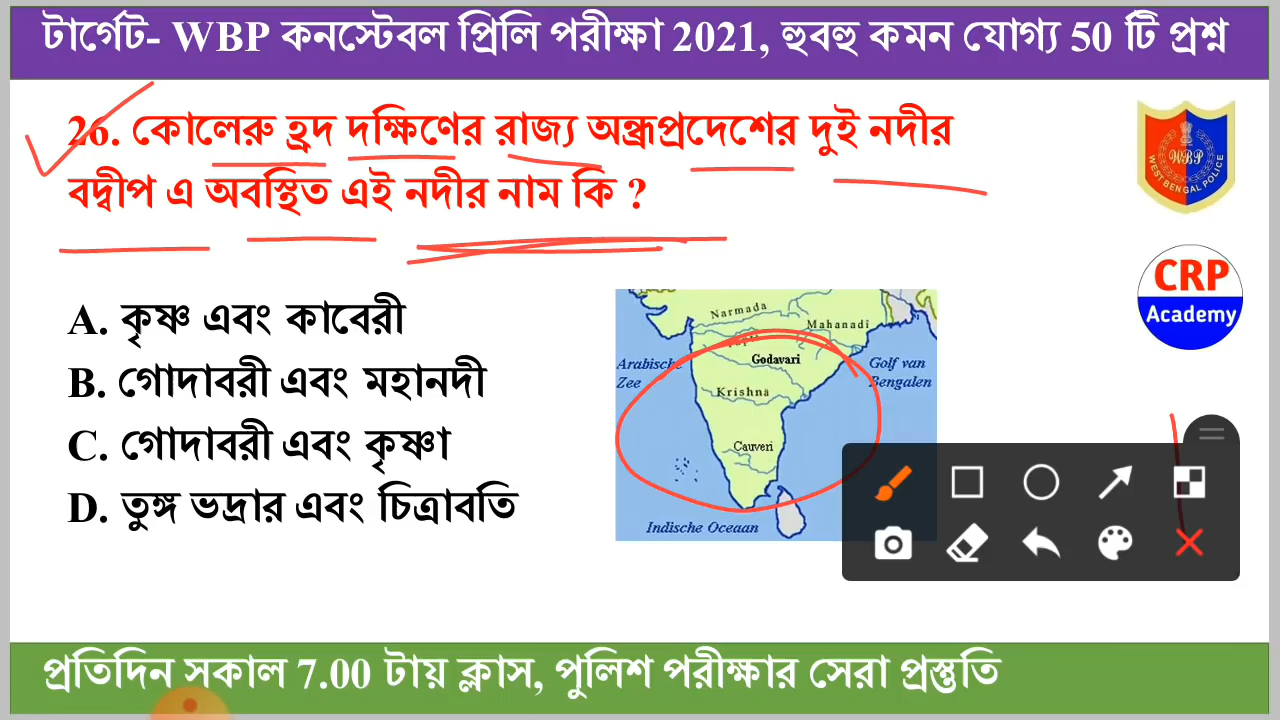 টার্গেট- WBP কনস্টেবল প্রিলি পরীক্ষা 2021, হুবহু কমন যোগ্য 50 টি প্রশ্ন
26. কোলেরু হ্রদ দক্ষিণের রাজ্য অন্ধ্রপ্রদেশের দুই নদীর
বদ্বীপ এ অবস্থিত এই নদীর নাম কি ?
WBP
WEST BENGAL POLICE
CRP
Academy
A. কৃষ্ণ এবং কাবেরী
B. গোদাবরী এবং মহানদী
C. গোদাবরী এবং কৃষ্ণা
D. তুঙ্গ ভদ্রার এবং চিত্রাবতি
Narmada
Mahanadi
Godavari
Arabische
Zee
Golf van
Bengalen
Krishna
Cauveri
Indische Oceaan
প্রতিদিন সকাল 7.00 টায় ক্লাস, পুলিশ পরীক্ষার সেরা প্রস্তুতি